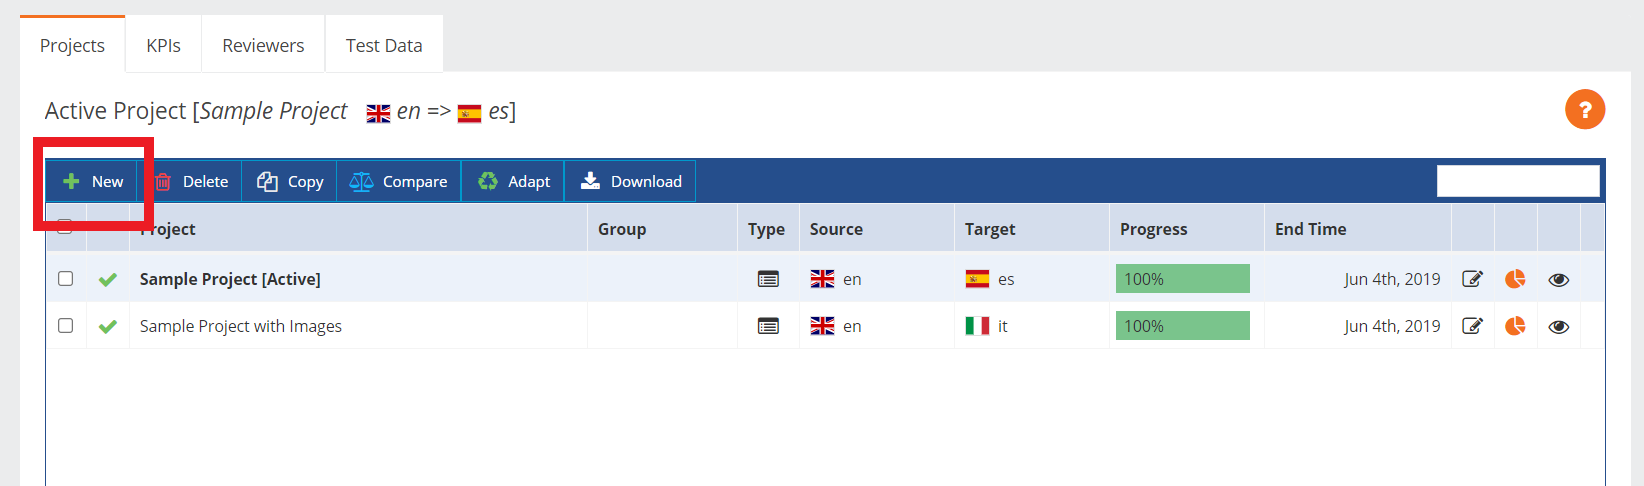 Projects KPIs Reviewers Test Data
Active Project [Sample Project en => es]
?
New Delete Copy Compare Adapt Download
Project Group Type Source Target Progress End Time
Sample Project [Active] en es 100% Jun 4th, 2019
Sample Project with Images en it 100% Jun 4th, 2019